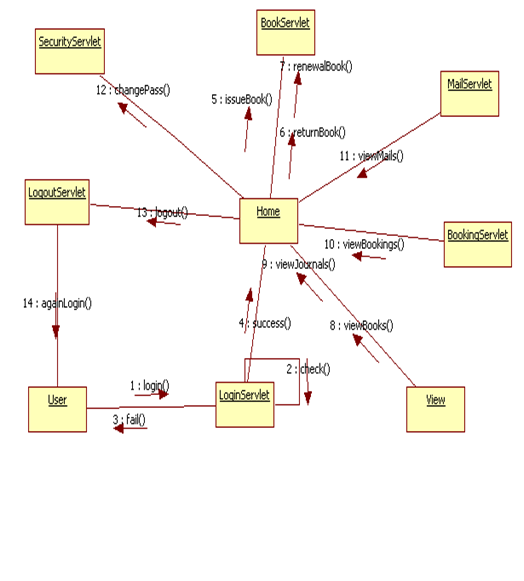 BookServlet
SecurityServlet
7 : renewalBook()
MailServlet
12 : changePass()
5 : issueBook()
6 : returnBook()
11 : viewMails()
LogoutServlet
Home
13 : logout()
BookingServlet
10 : viewBookings()
9 : viewJournals()
14 : againLogin()
4 : success()
8 : viewBooks()
2 : check()
1 : login()
User
LoginServlet
View
3 : fail()